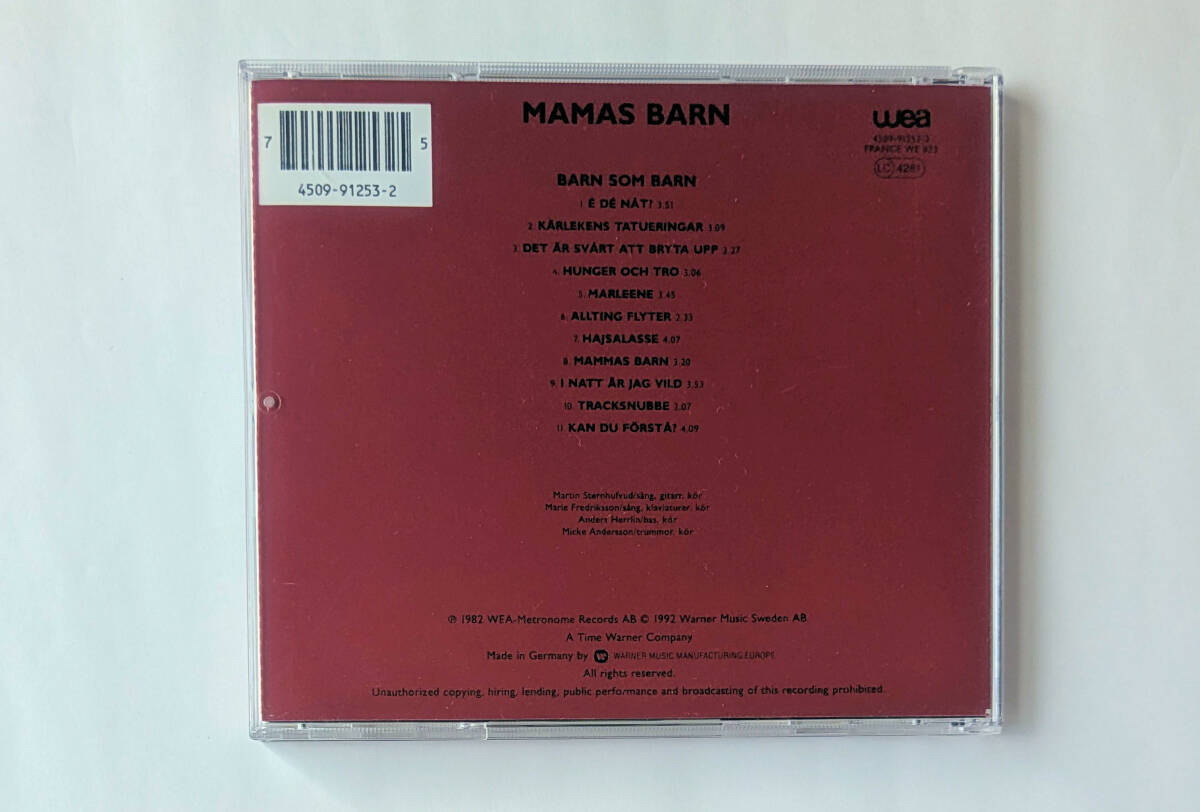 MAMAS BARN
wea
4509-91253-2
FRANCE WE 833
LC 4281
7 5
4509-91253-2
BARN SOM BARN
1. É DÉ NÅT? 3.51
2. KÄRLEKENS TATUERINGAR 3.09
3. DET ÄR SVÅRT ATT BRYTA UPP 3.27
4. HUNGER OCH TRO 3.06
5. MARLEENE 3.45
6. ALLTING FLYTER 2.33
7. HAJSALASSE 4.07
8. MAMMAS BARN 3.20
9. I NATT ÄR JAG VILD 3.53
10. TRACKSNUBBE 3.07
11. KAN DU FÖRSTÅ? 4.09
Martin Sternhufvud/sång, gitarr, kör
Marie Fredriksson/sång, klaviaturer, kör
Anders Herrlin/bas, kör
Micke Andersson/trummor, kör
℗ 1982 WEA-Metronome Records AB © 1992 Warner Music Sweden AB
A Time Warner Company
Made in Germany by WARNER MUSIC MANUFACTURING EUROPE
All rights reserved.
Unauthorized copying, hiring, lending, public performance and broadcasting of this recording prohibited.